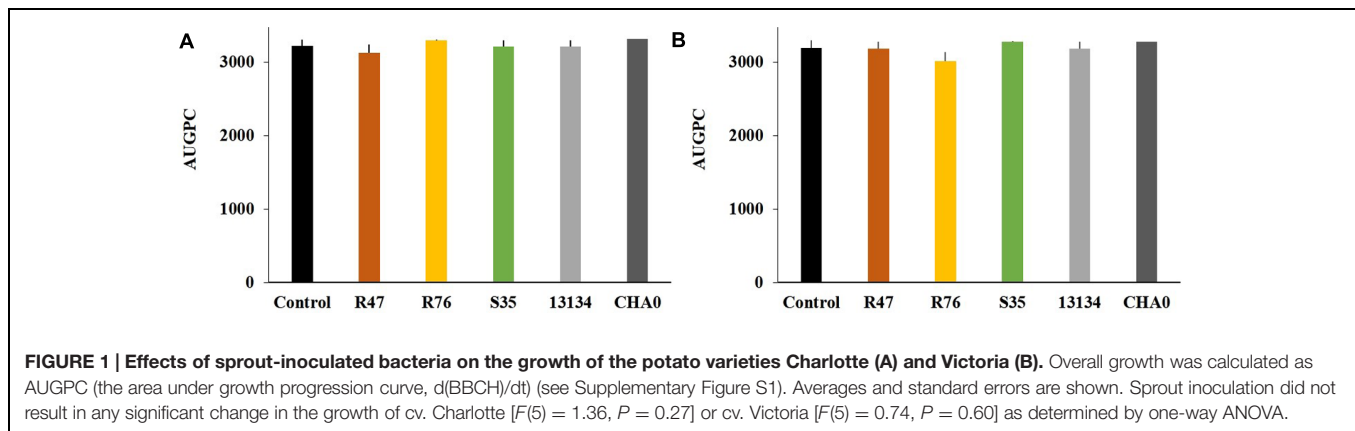 A
B
3000
2000
1000
0
AUGPC
Control R47 R76 S35 13134 CHA0
3000
2000
1000
0
AUGPC
Control R47 R76 S35 13134 CHA0
FIGURE 1 | Effects of sprout-inoculated bacteria on the growth of the potato varieties Charlotte (A) and Victoria (B). Overall growth was calculated as
AUGPC (the area under growth progression curve, d(BBCH)/dt) (see Supplementary Figure S1). Averages and standard errors are shown. Sprout inoculation did not
result in any significant change in the growth of cv. Charlotte [F(5) = 1.36, P = 0.27] or cv. Victoria [F(5) = 0.74, P = 0.60] as determined by one-way ANOVA.